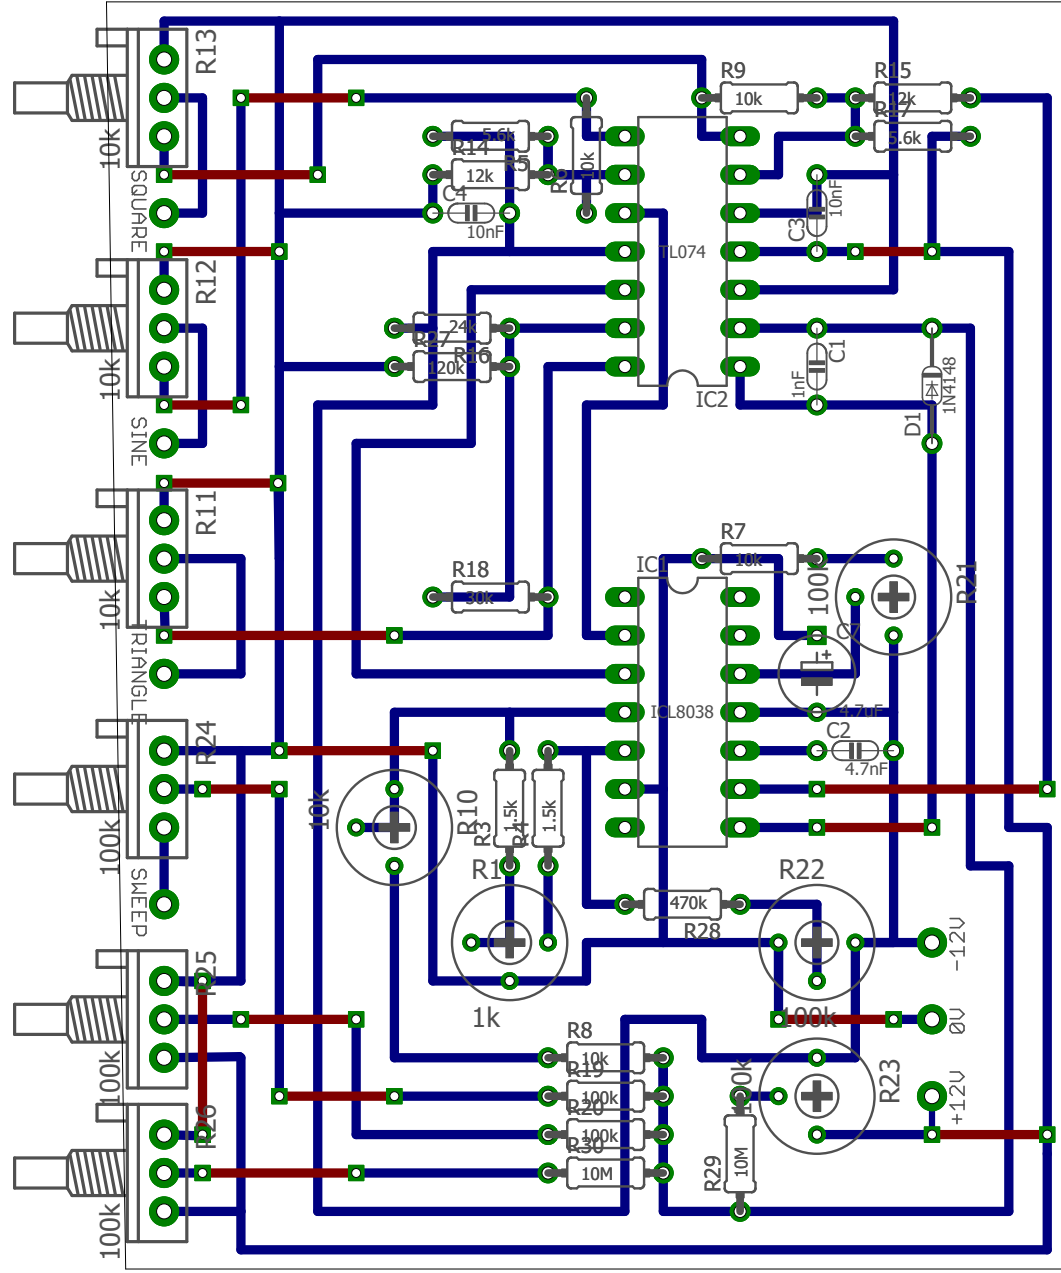 R13
10k
SQUARE
R12
10k
SINE
R11
10k
TRIANGLE
R24
100k
SWEEP
R25
100k
R26
100k
R9
10k
R15
12k
R17
5.6k
5.6k
R14
R5
12k
C4
10nF
10k
TL074
C3
10nF
24k
R27
R16
120k
C1
1nF
IC2
D1
1N4148
R7
10k
IC1
100k
R21
R18
30k
C7
+
4.7uF
ICL8038
C2
4.7nF
10k
R10
R3
1.5k
R4
1.5k
R1
1k
470k
R28
R22
100k
-12V
0V
+12V
R8
10k
R19
100k
R20
100k
R30
10M
R29
10M
100k
R23